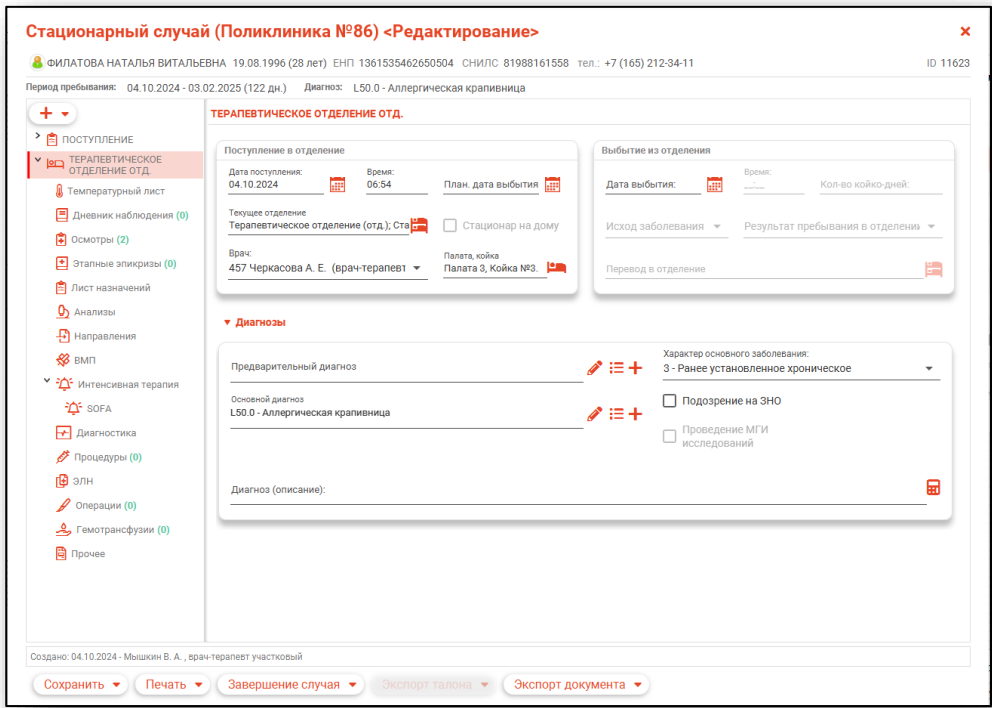 Стационарный случай (Поликлиника №86) <Редактирование>
ФИЛАТОВА НАТАЛЬЯ ВИТАЛЬЕВНА 19.08.1996 (28 лет) ЕНП 1361535462650504 СНИЛС 81988161558 тел.: +7 (165) 212-34-11 ID 11623
Период пребывания: 04.10.2024 - 03.02.2025 (122 дн.) Диагноз: L50.0 - Аллергическая крапивница
ПОСТУПЛЕНИЕ
ТЕРАПЕВТИЧЕСКОЕ
ОТДЕЛЕНИЕ ОТД.
Температурный лист
Дневник наблюдения (0)
Осмотры (2)
Этапные эпикризы (0)
Лист назначений
Анализы
Направления
ВМП
Интенсивная терапия
SOFA
Диагностика
Процедуры (0)
ЭЛН
Операции (0)
Гемотрансфузии (0)
Прочее
ТЕРАПЕВТИЧЕСКОЕ ОТДЕЛЕНИЕ ОТД.
Поступление в отделение
Дата поступления: Время:
04.10.2024 06:54 План. дата выбытия
Текущее отделение
Терапевтическое отделение (отд.); Ста Стационар на дому
Врач: Палата, койка
457 Черкасова А. Е. (врач-терапевт Палата 3, Койка №3.
Выбытие из отделения
Время:
Дата выбытия: __:__ Кол-во койко-дней:
Исход заболевания Результат пребывания в отделении
Перевод в отделение
Диагнозы
Предварительный диагноз
Основной диагноз
L50.0 - Аллергическая крапивница
Характер основного заболевания:
3 - Ранее установленное хроническое
Подозрение на ЗНО
Проведение МГИ
исследований
Диагноз (описание):
Создано: 04.10.2024 - Мышкин В. А. , врач-терапевт участковый
Сохранить Печать Завершение случая Экспорт талона Экспорт документа